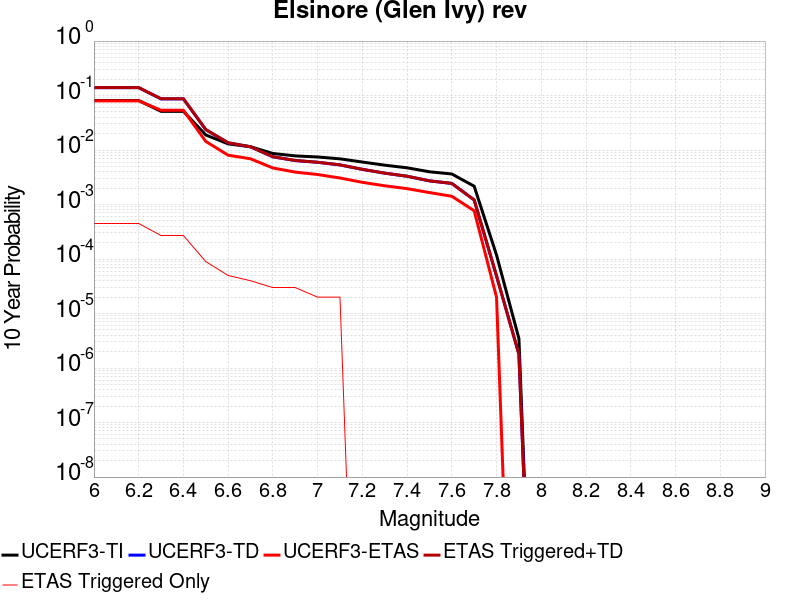 Elsinore (Glen Ivy) rev
10 Year Probability
10^0
10^-1
10^-2
10^-3
10^-4
10^-5
10^-6
10^-7
10^-8
6 6.2 6.4 6.6 6.8 7 7.2 7.4 7.6 7.8 8 8.2 8.4 8.6 8.8 9
Magnitude
UCERF3-TI UCERF3-TD UCERF3-ETAS ETAS Triggered+TD
ETAS Triggered Only